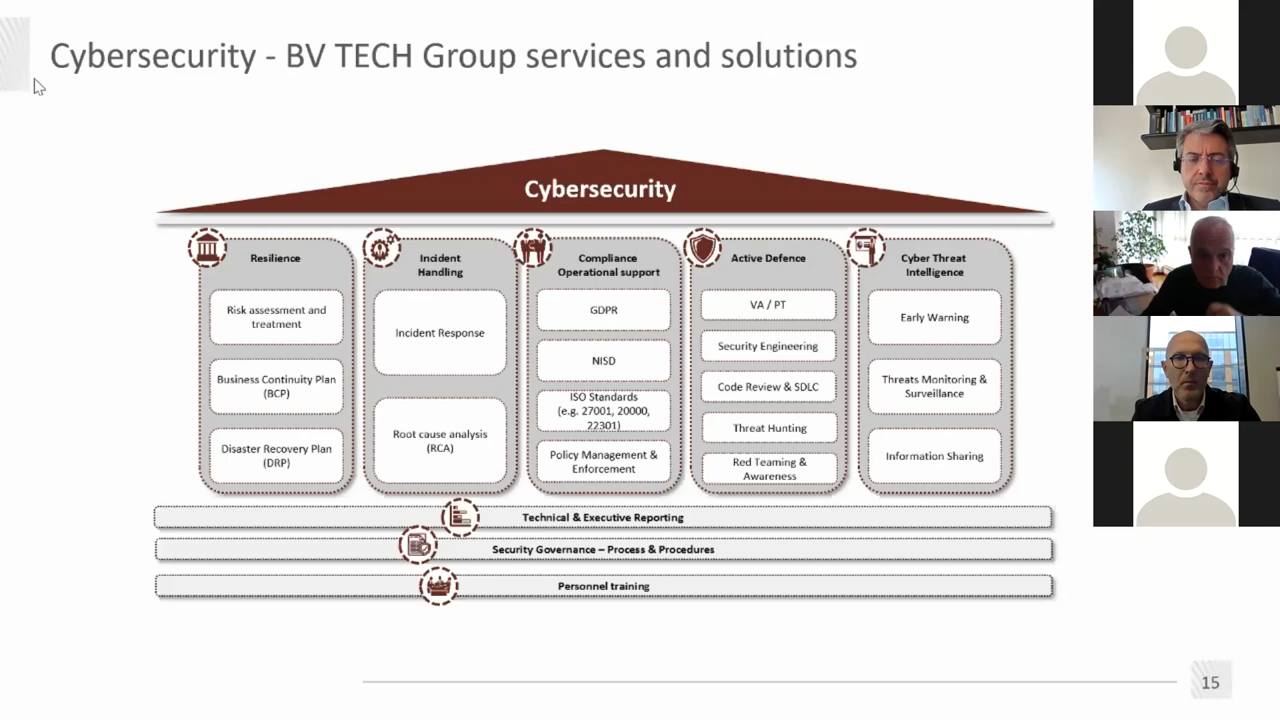 Cybersecurity - BV TECH Group services and solutions
Cybersecurity
Resilience
Risk assessment and
treatment
Business Continuity Plan
(BCP)
Disaster Recovery Plan
(DRP)
Incident
Handling
Incident Response
Root cause analysis
(RCA)
Compliance
Operational support
GDPR
NISD
ISO Standards
(e.g. 27001, 20000,
22301)
Policy Management &
Enforcement
Active Defence
VA / PT
Security Engineering
Code Review & SDLC
Threat Hunting
Red Teaming &
Awareness
Cyber Threat
Intelligence
Early Warning
Threats Monitoring &
Surveillance
Information Sharing
Technical & Executive Reporting
Security Governance – Process & Procedures
Personnel training
15